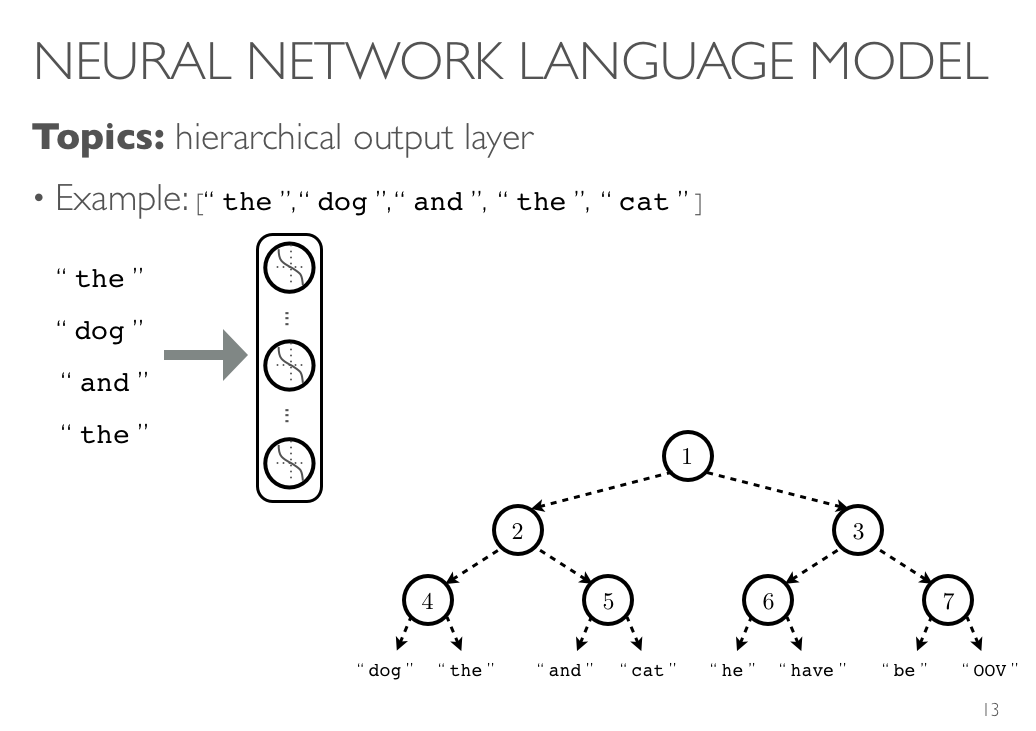 NEURAL NETWORK LANGUAGE MODEL
Topics: hierarchical output layer
• Example: [“ the ”,“ dog ”,“ and ”, “ the ”, “ cat ” ]
“ the ”
“ dog ”
“ and ”
“ the ”
...
...
1
2 3
4 5 6 7
“ dog ” “ the ” “ and ” “ cat ” “ he ” “ have ” “ be ” “ OOV ”
13